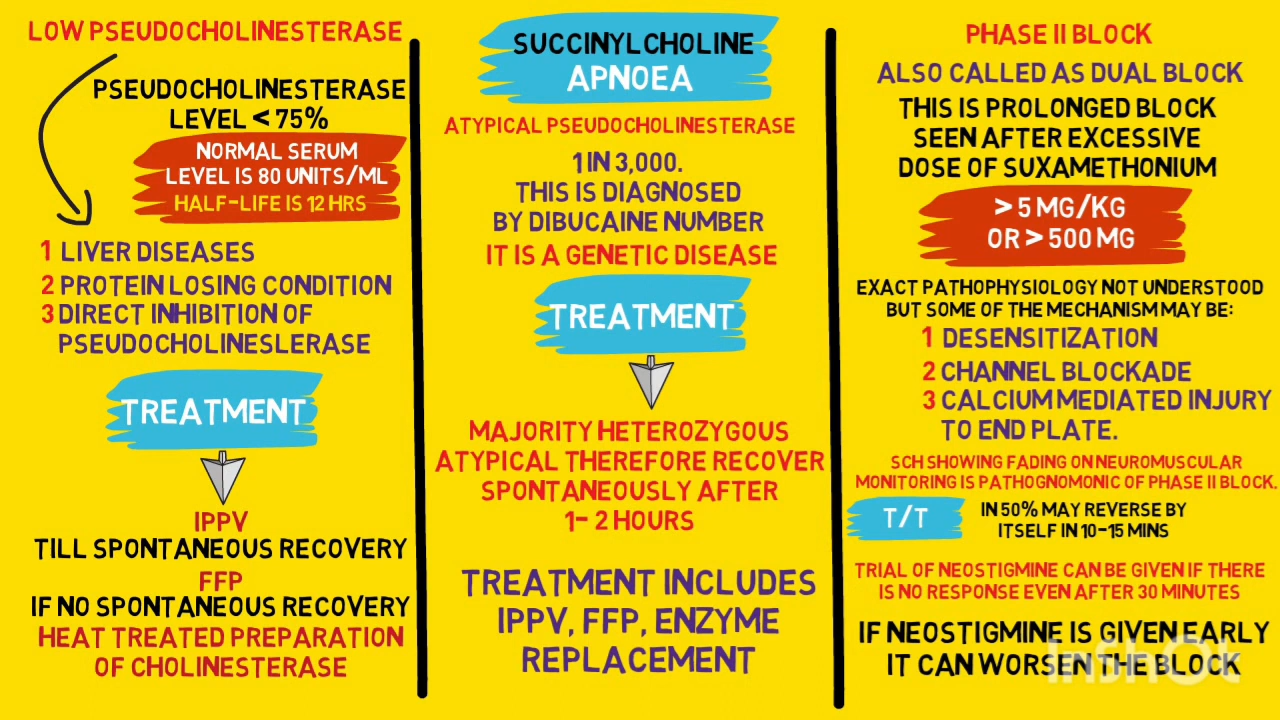 LOW PSEUDOCHOLINESTERASE
PSEUDOCHOLINESTERASE
LEVEL < 75%
NORMAL SERUM
LEVEL IS 80 UNITS/ML
HALF-LIFE IS 12 HRS
1 LIVER DISEASES
2 PROTEIN LOSING CONDITION
3 DIRECT INHIBITION OF
PSEUDOCHOLINESLERASE
TREATMENT
IPPV
TILL SPONTANEOUS RECOVERY
FFP
IF NO SPONTANEOUS RECOVERY
HEAT TREATED PREPARATION
OF CHOLINESTERASE
SUCCINYLCHOLINE
APNOEA
ATYPICAL PSEUDOCHOLINESTERASE
1 IN 3,000.
THIS IS DIAGNOSED
BY DIBUCAINE NUMBER
IT IS A GENETIC DISEASE
TREATMENT
MAJORITY HETEROZYGOUS
ATYPICAL THEREFORE RECOVER
SPONTANEOUSLY AFTER
1- 2 HOURS
TREATMENT INCLUDES
IPPV, FFP, ENZYME
REPLACEMENT
PHASE II BLOCK
ALSO CALLED AS DUAL BLOCK
THIS IS PROLONGED BLOCK
SEEN AFTER EXCESSIVE
DOSE OF SUXAMETHONIUM
> 5 MG/KG
OR > 500 MG
EXACT PATHOPHYSIOLOGY NOT UNDERSTOOD
BUT SOME OF THE MECHANISM MAY BE:
1 DESENSITIZATION
2 CHANNEL BLOCKADE
3 CALCIUM MEDIATED INJURY
TO END PLATE.
SCH SHOWING FADING ON NEUROMUSCULAR
MONITORING IS PATHOGNOMONIC OF PHASE II BLOCK.
T/T
IN 50% MAY REVERSE BY
ITSELF IN 10-15 MINS
TRIAL OF NEOSTIGMINE CAN BE GIVEN IF THERE
IS NO RESPONSE EVEN AFTER 30 MINUTES
IF NEOSTIGMINE IS GIVEN EARLY
IT CAN WORSEN THE BLOCK
InShOt